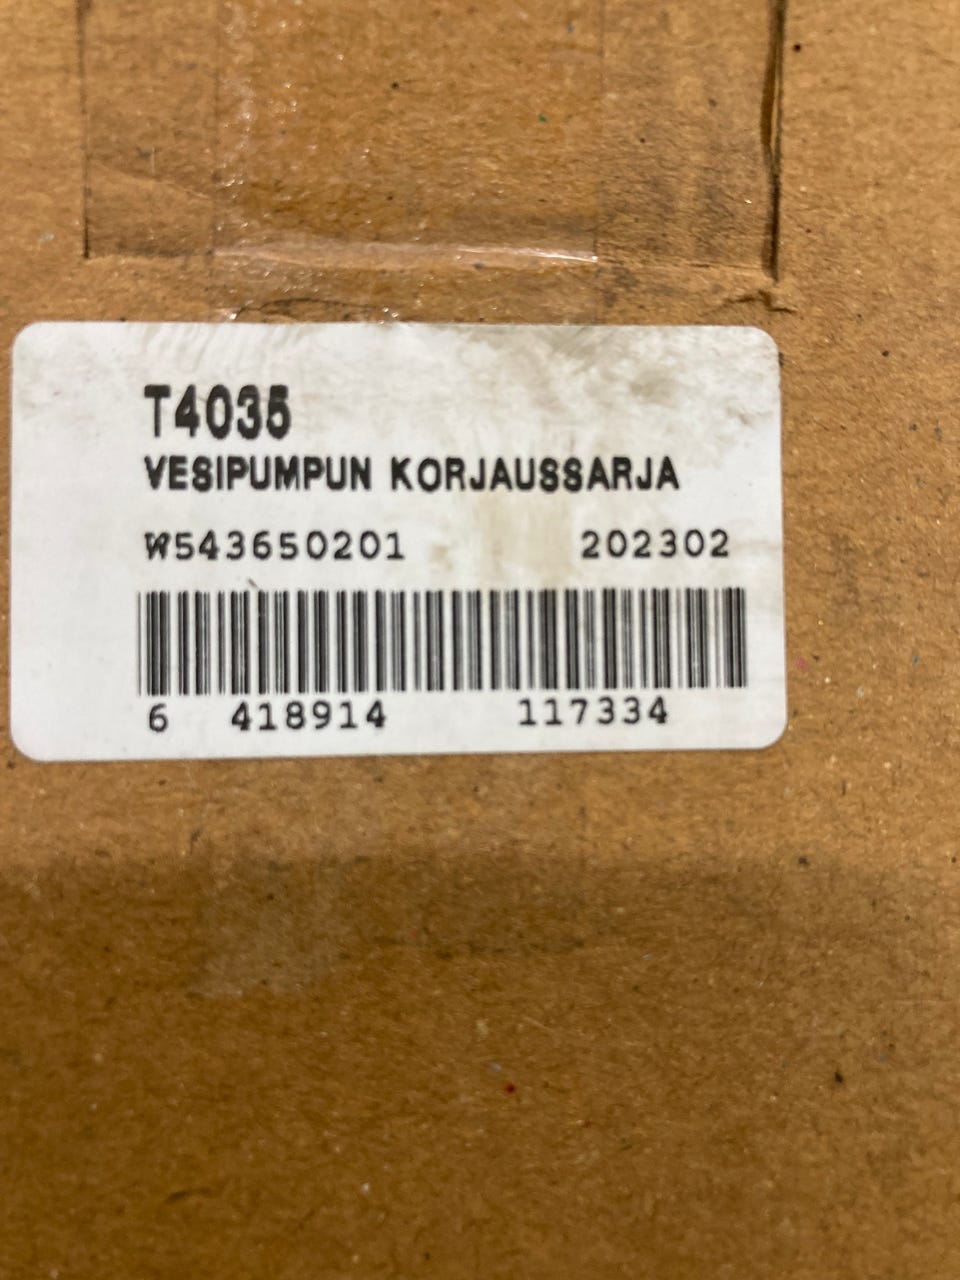 T4035
VESIPUMPUN KORJAUSSARJA
W543650201 202302
6 418914 117334